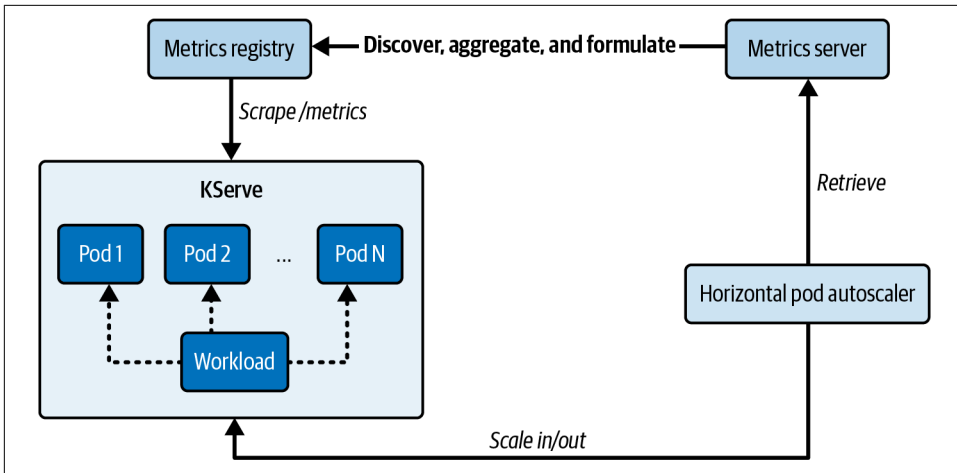 Metrics registry
Discover, aggregate, and formulate
Metrics server
Scrape /metrics
KServe
Retrieve
Pod 1
Pod 2
...
Pod N
Horizontal pod autoscaler
Workload
Scale in/out